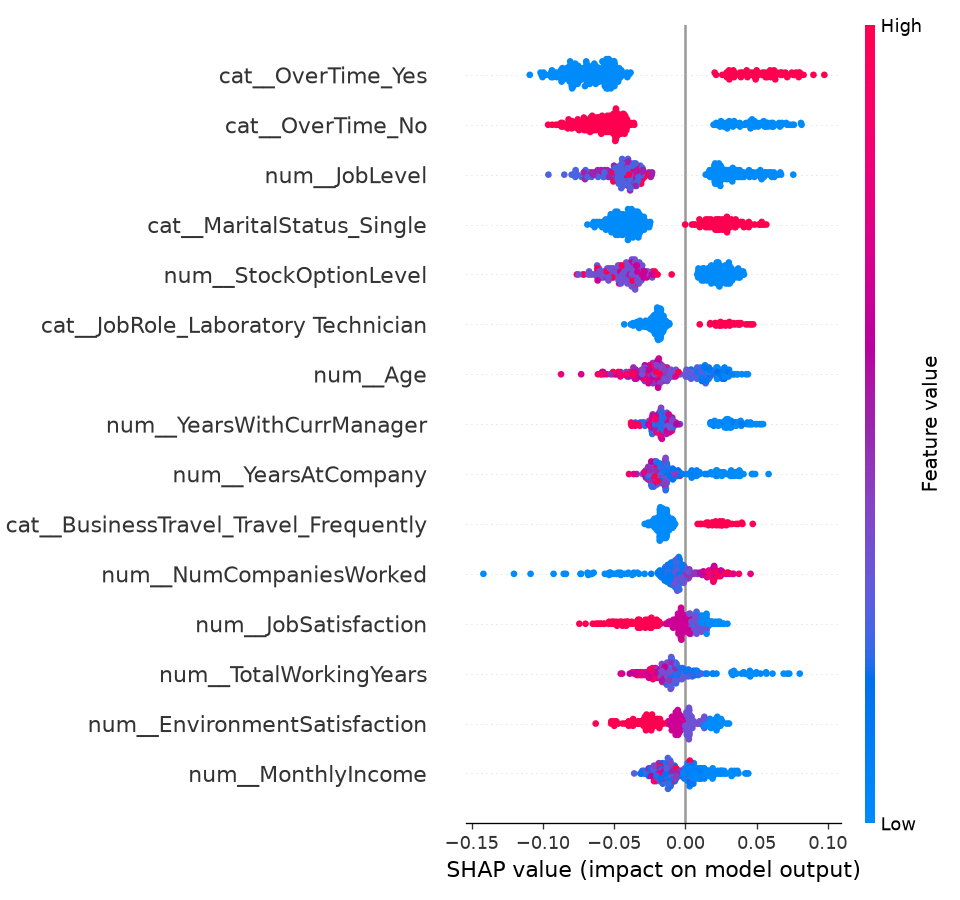 High
cat__OverTime_Yes
cat__OverTime_No
num__JobLevel
cat__MaritalStatus_Single
num__StockOptionLevel
cat__JobRole_Laboratory Technician
num__Age
num__YearsWithCurrManager
num__YearsAtCompany
cat__BusinessTravel_Travel_Frequently
num__NumCompaniesWorked
num__JobSatisfaction
num__TotalWorkingYears
num__EnvironmentSatisfaction
num__MonthlyIncome
Feature value
Low
−0.15 −0.10 −0.05 0.00 0.05 0.10
SHAP value (impact on model output)